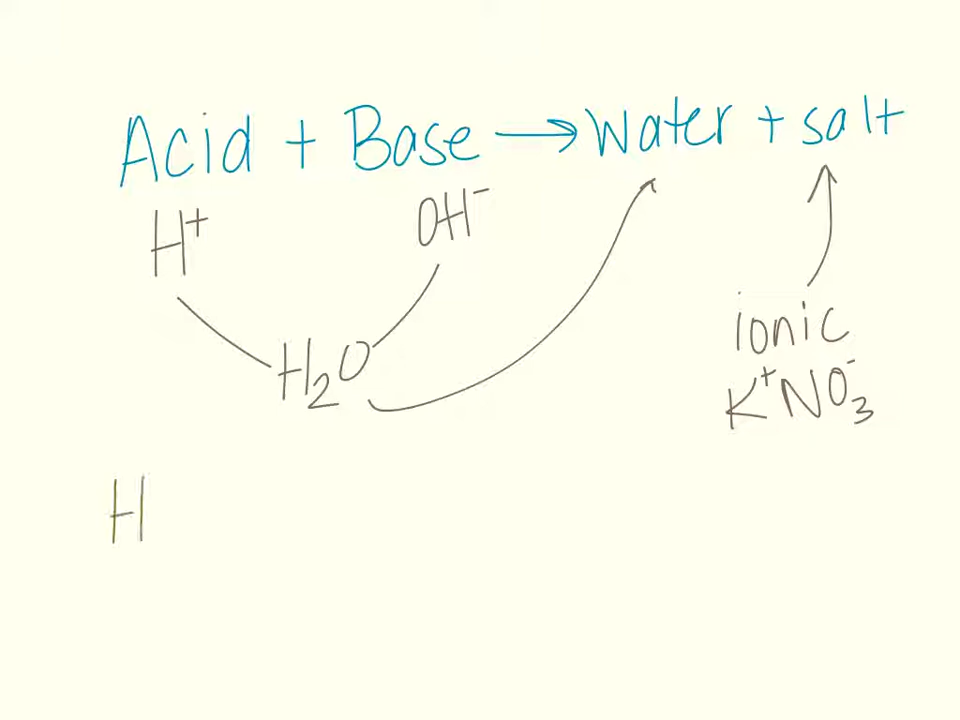 Acid + Base → Water + salt
H⁺ OH⁻
H₂O
ionic
K⁺NO₃⁻
H